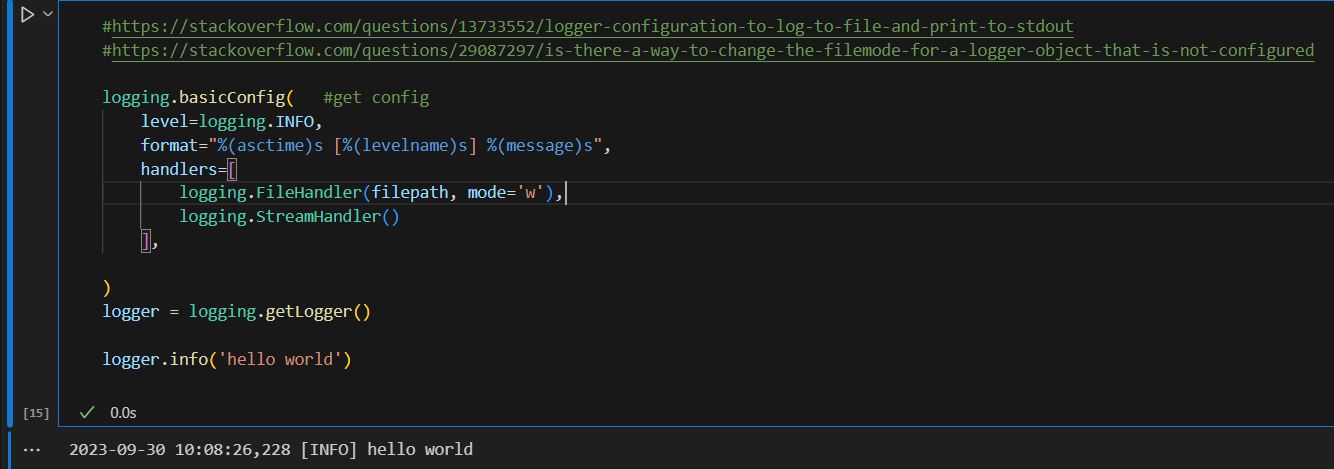 #https://stackoverflow.com/questions/13733552/logger-configuration-to-log-to-file-and-print-to-stdout
#https://stackoverflow.com/questions/29087297/is-there-a-way-to-change-the-filemode-for-a-logger-object-that-is-not-configured
logging.basicConfig(   #get config
    level=logging.INFO,
    format="%(asctime)s [%(levelname)s] %(message)s",
    handlers=[
        logging.FileHandler(filepath, mode='w'),
        logging.StreamHandler()
    ],
)
logger = logging.getLogger()
logger.info('hello world')
[15] 0.0s
... 2023-09-30 10:08:26,228 [INFO] hello world